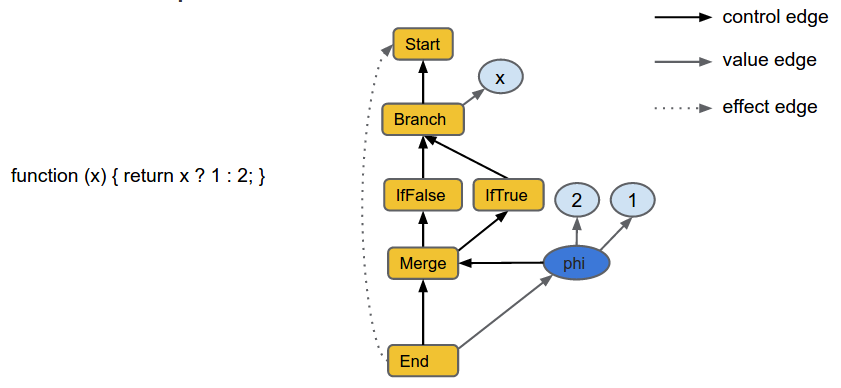 Start
control edge
x
value edge
Branch
effect edge
function (x) { return x ? 1 : 2; }
IfFalse
IfTrue
2
1
Merge
phi
End